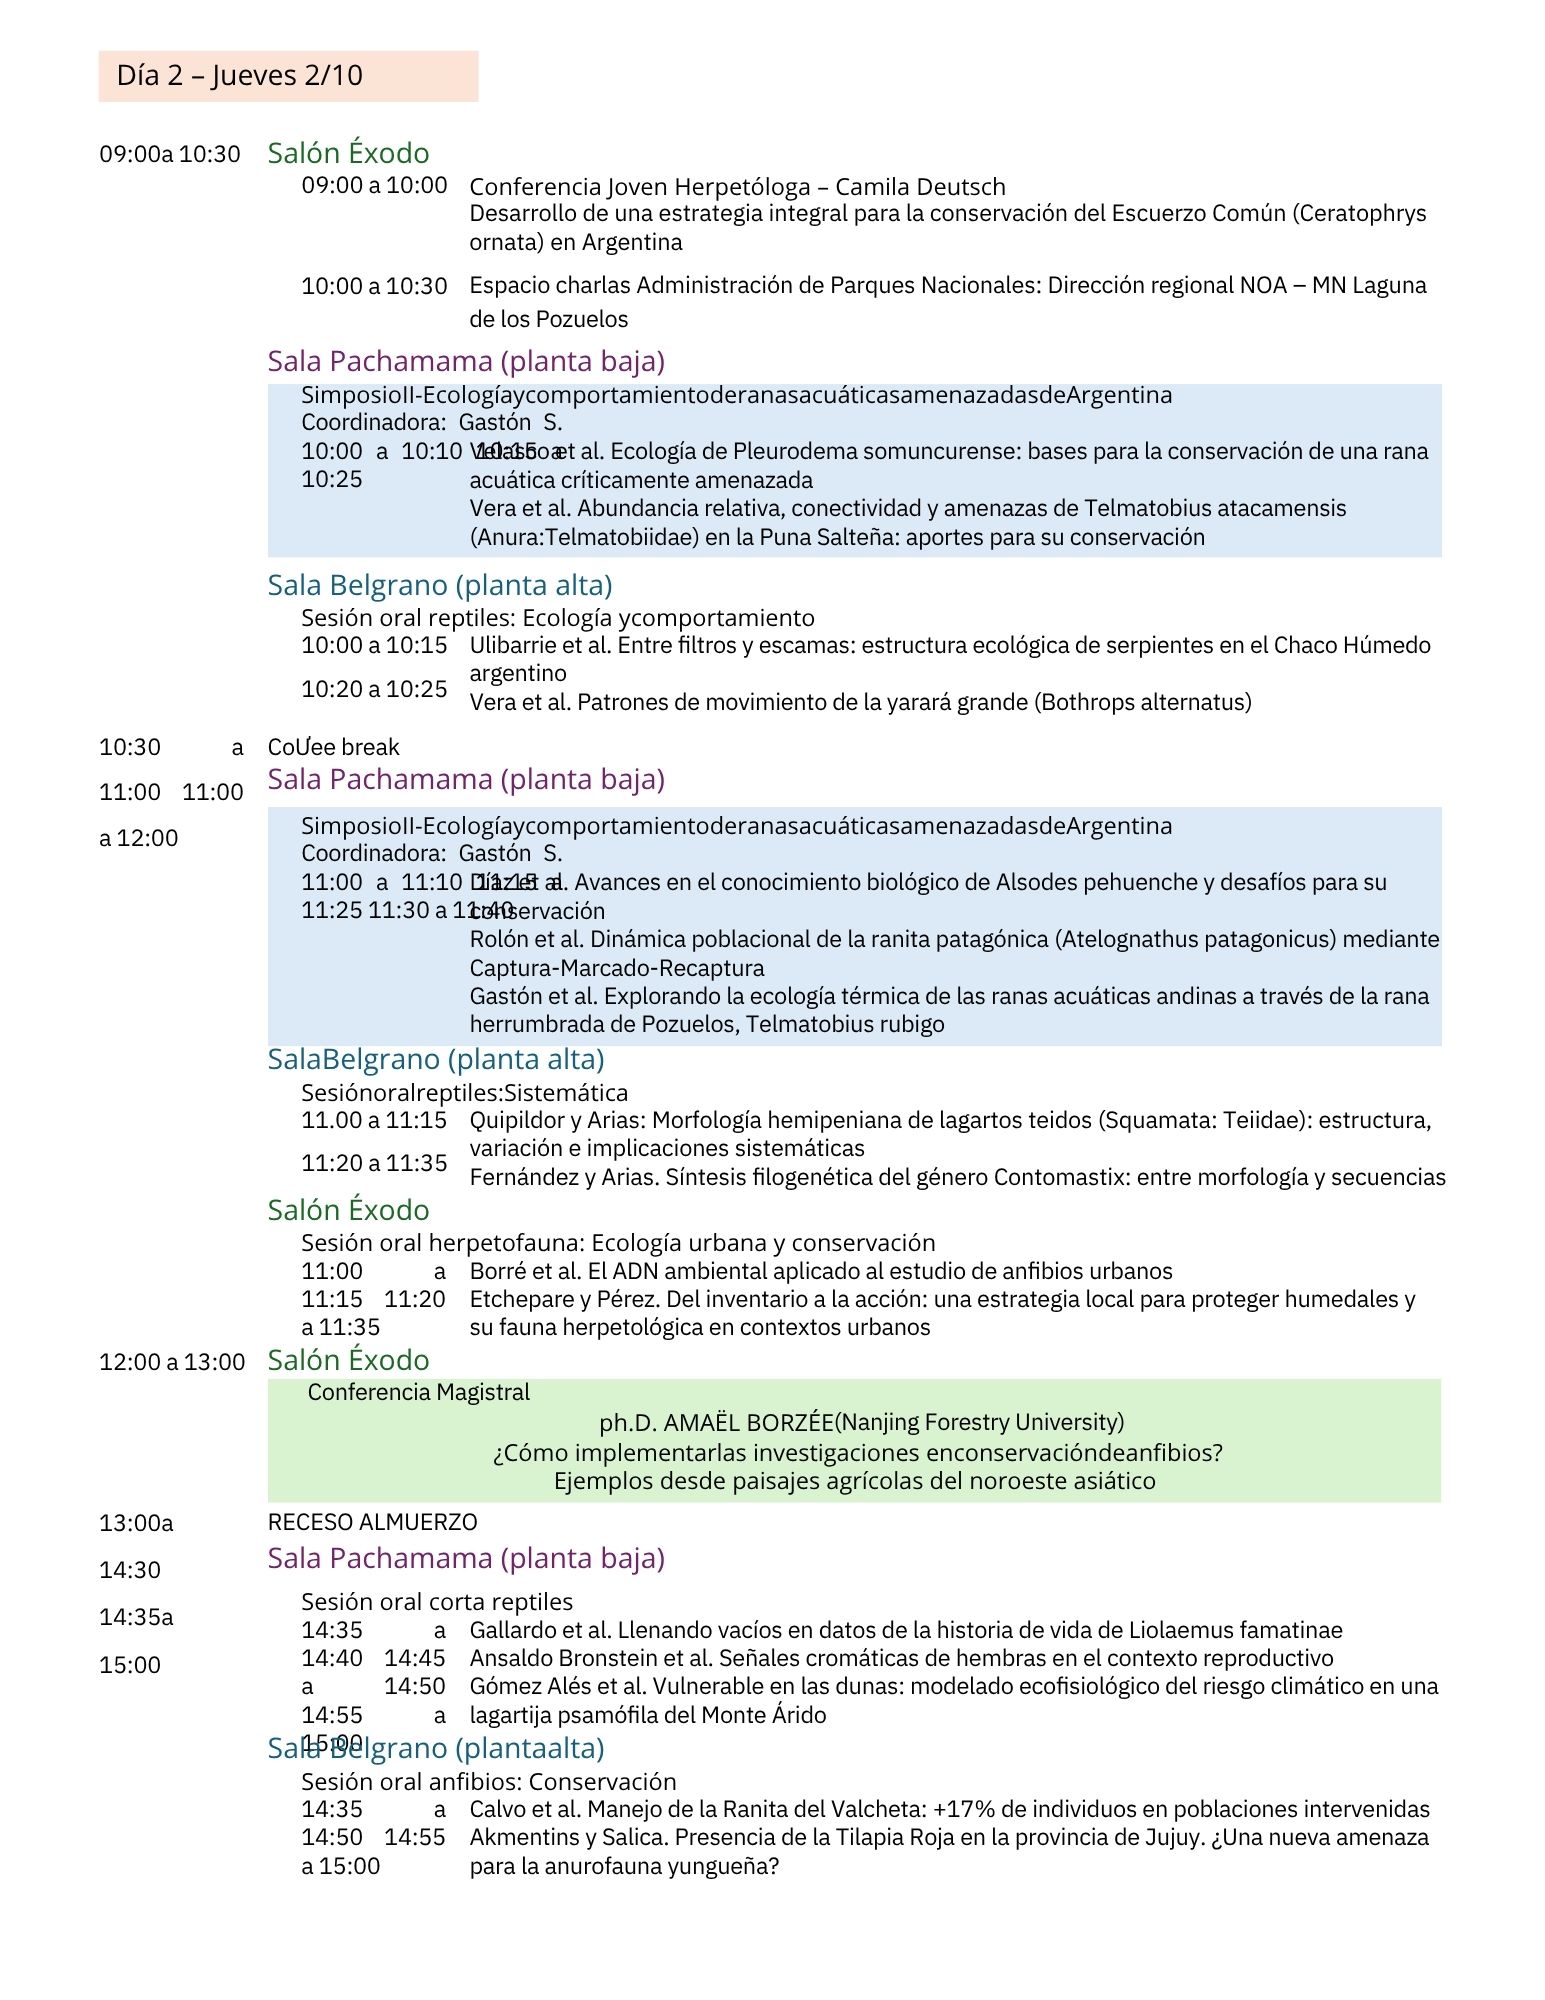 Día 2 – Jueves 2/10
09:00a 10:30
Salón Éxodo
09:00 a 10:00
Conferencia Joven Herpetóloga – Camila Deutsch
Desarrollo de una estrategia integral para la conservación del Escuerzo Común (Ceratophrys
ornata) en Argentina
10:00 a 10:30
Espacio charlas Administración de Parques Nacionales: Dirección regional NOA – MN Laguna
de los Pozuelos
Sala Pachamama (planta baja)
SimposioII-EcologíaycomportamientoderanasacuáticasamenazadasdeArgentina
Coordinadora: Gastón S.
10:00 a 10:10 10:15 a
10:25
Velasco et al. Ecología de Pleurodema somuncurense: bases para la conservación de una rana
acuática críticamente amenazada
Vera et al. Abundancia relativa, conectividad y amenazas de Telmatobius atacamensis
(Anura:Telmatobiidae) en la Puna Salteña: aportes para su conservación
Sala Belgrano (planta alta)
Sesión oral reptiles: Ecología ycomportamiento
10:00 a 10:15
Ulibarrie et al. Entre filtros y escamas: estructura ecológica de serpientes en el Chaco Húmedo
argentino
10:20 a 10:25
Vera et al. Patrones de movimiento de la yarará grande (Bothrops alternatus)
10:30 a
11:00 11:00
a 12:00
CoƯee break
Sala Pachamama (planta baja)
SimposioII-EcologíaycomportamientoderanasacuáticasamenazadasdeArgentina
Coordinadora: Gastón S.
11:00 a 11:10 11:15 a
11:25 11:30 a 11:40
Díaz et al. Avances en el conocimiento biológico de Alsodes pehuenche y desafíos para su
conservación
Rolón et al. Dinámica poblacional de la ranita patagónica (Atelognathus patagonicus) mediante
Captura-Marcado-Recaptura
Gastón et al. Explorando la ecología térmica de las ranas acuáticas andinas a través de la rana
herrumbrada de Pozuelos, Telmatobius rubigo
SalaBelgrano (planta alta)
Sesiónoralreptiles:Sistemática
11.00 a 11:15
Quipildor y Arias: Morfología hemipeniana de lagartos teidos (Squamata: Teiidae): estructura,
variación e implicaciones sistemáticas
11:20 a 11:35
Fernández y Arias. Síntesis filogenética del género Contomastix: entre morfología y secuencias
Salón Éxodo
Sesión oral herpetofauna: Ecología urbana y conservación
11:00 a
11:15 11:20
a 11:35
Borré et al. El ADN ambiental aplicado al estudio de anfibios urbanos
Etchepare y Pérez. Del inventario a la acción: una estrategia local para proteger humedales y
su fauna herpetológica en contextos urbanos
12:00 a 13:00
Salón Éxodo
Conferencia Magistral
ph.D. AMAËL BORZÉE(Nanjing Forestry University)
¿Cómo implementarlas investigaciones enconservacióndeanfibios?
Ejemplos desde paisajes agrícolas del noroeste asiático
13:00a
14:30
14:35a
15:00
RECESO ALMUERZO
Sala Pachamama (planta baja)
Sesión oral corta reptiles
14:35 a
14:40 14:45
a 14:50
14:55 a
15:00
Gallardo et al. Llenando vacíos en datos de la historia de vida de Liolaemus famatinae
Ansaldo Bronstein et al. Señales cromáticas de hembras en el contexto reproductivo
Gómez Alés et al. Vulnerable en las dunas: modelado ecofisiológico del riesgo climático en una
lagartija psamófila del Monte Árido
Sala Belgrano (plantaalta)
Sesión oral anfibios: Conservación
14:35 a
14:50 14:55
a 15:00
Calvo et al. Manejo de la Ranita del Valcheta: +17% de individuos en poblaciones intervenidas
Akmentins y Salica. Presencia de la Tilapia Roja en la provincia de Jujuy. ¿Una nueva amenaza
para la anurofauna yungueña?